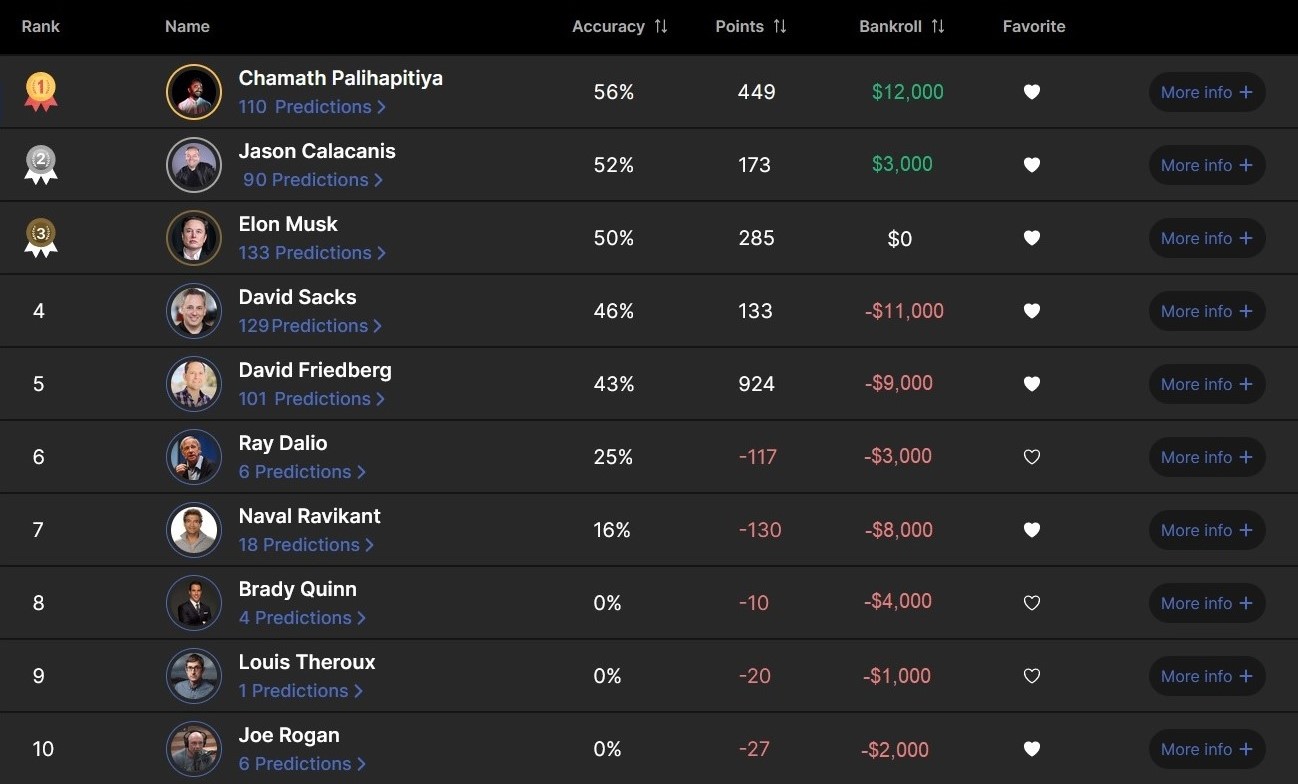 Rank Name Accuracy Points Bankroll Favorite
1 Chamath Palihapitiya 56% 449 $12,000 More info +
110 Predictions >
2 Jason Calacanis 52% 173 $3,000 More info +
90 Predictions >
3 Elon Musk 50% 285 $0 More info +
133 Predictions >
4 David Sacks 46% 133 -$11,000 More info +
129 Predictions >
5 David Friedberg 43% 924 -$9,000 More info +
101 Predictions >
6 Ray Dalio 25% -117 -$3,000 More info +
6 Predictions >
7 Naval Ravikant 16% -130 -$8,000 More info +
18 Predictions >
8 Brady Quinn 0% -10 -$4,000 More info +
4 Predictions >
9 Louis Theroux 0% -20 -$1,000 More info +
1 Predictions >
10 Joe Rogan 0% -27 -$2,000 More info +
6 Predictions >